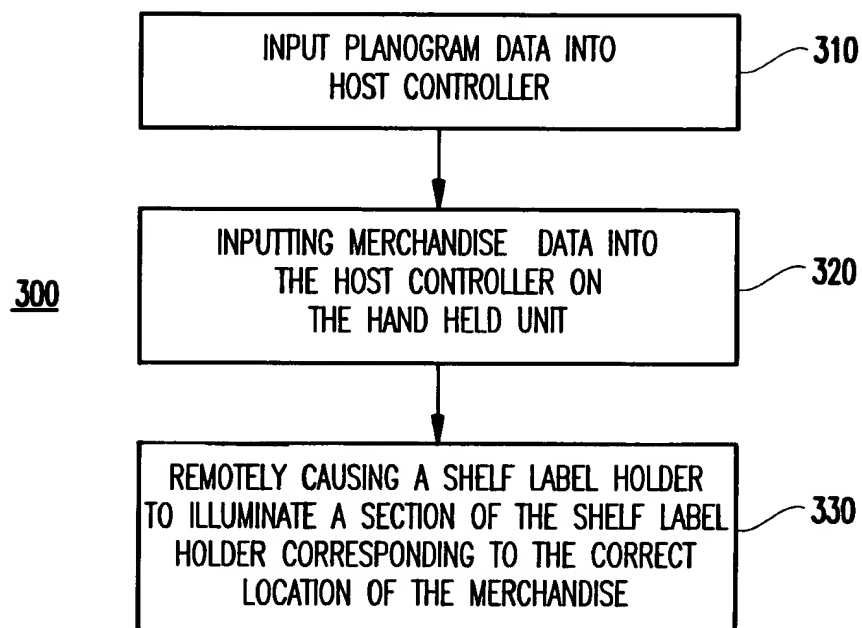 INPUT PLANOGRAM DATA INTO
HOST CONTROLLER
310
INPUTTING MERCHANDISE DATA INTO
THE HOST CONTROLLER ON
THE HAND HELD UNIT
320
300
REMOTELY CAUSING A SHELF LABEL HOLDER
TO ILLUMINATE A SECTION OF THE SHELF LABEL
HOLDER CORRESPONDING TO THE CORRECT
LOCATION OF THE MERCHANDISE
330